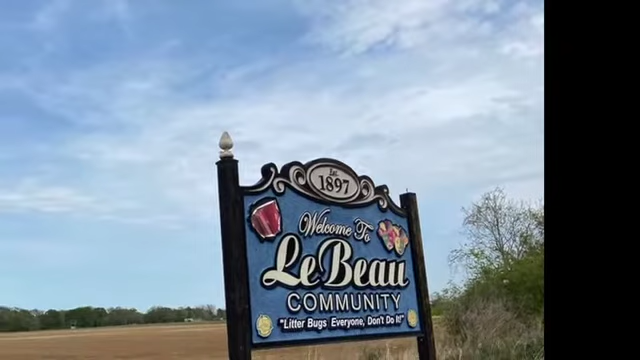 Est.
1897
Welcome To
LeBeau
COMMUNITY
"Litter Bugs Everyone, Don't Do It!"